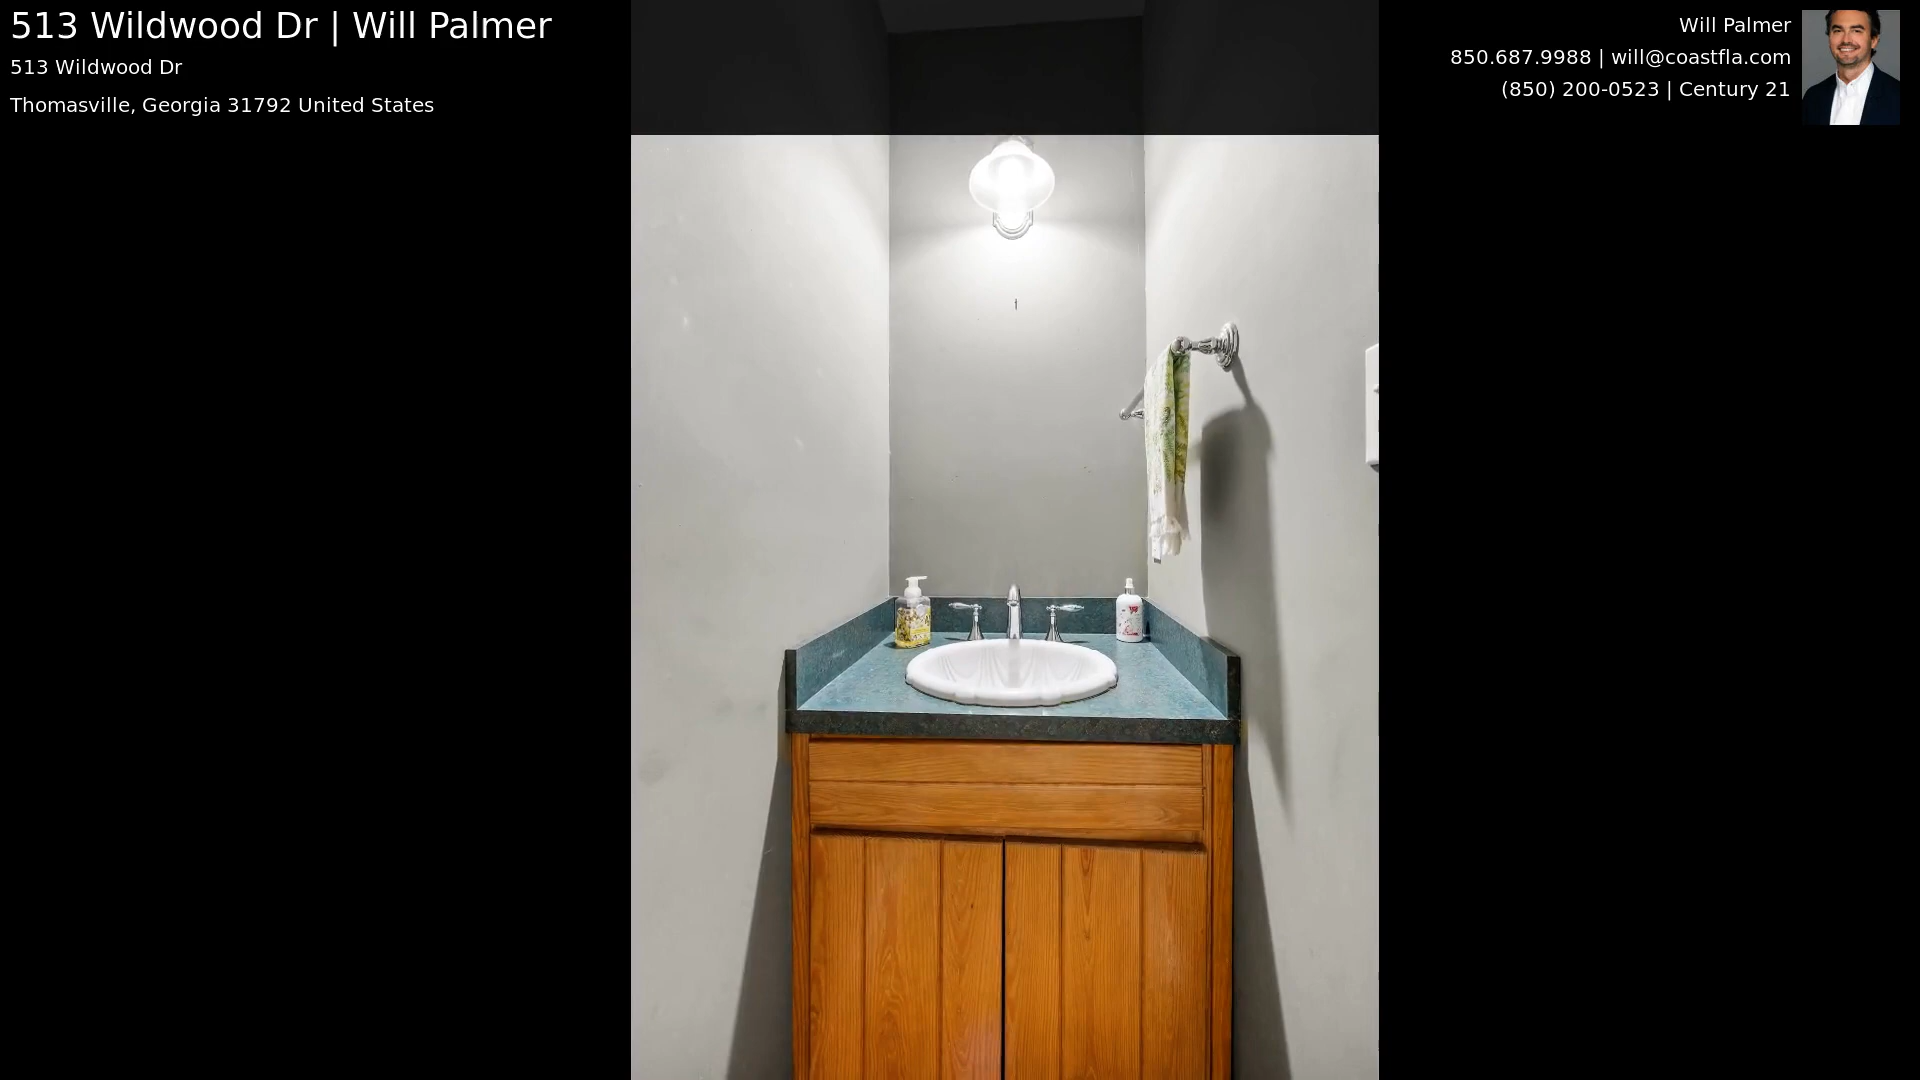 513 Wildwood Dr | Will Palmer
513 Wildwood Dr
Thomasville, Georgia 31792 United States
Will Palmer
850.687.9988 | will@coastfla.com
(850) 200-0523 | Century 21